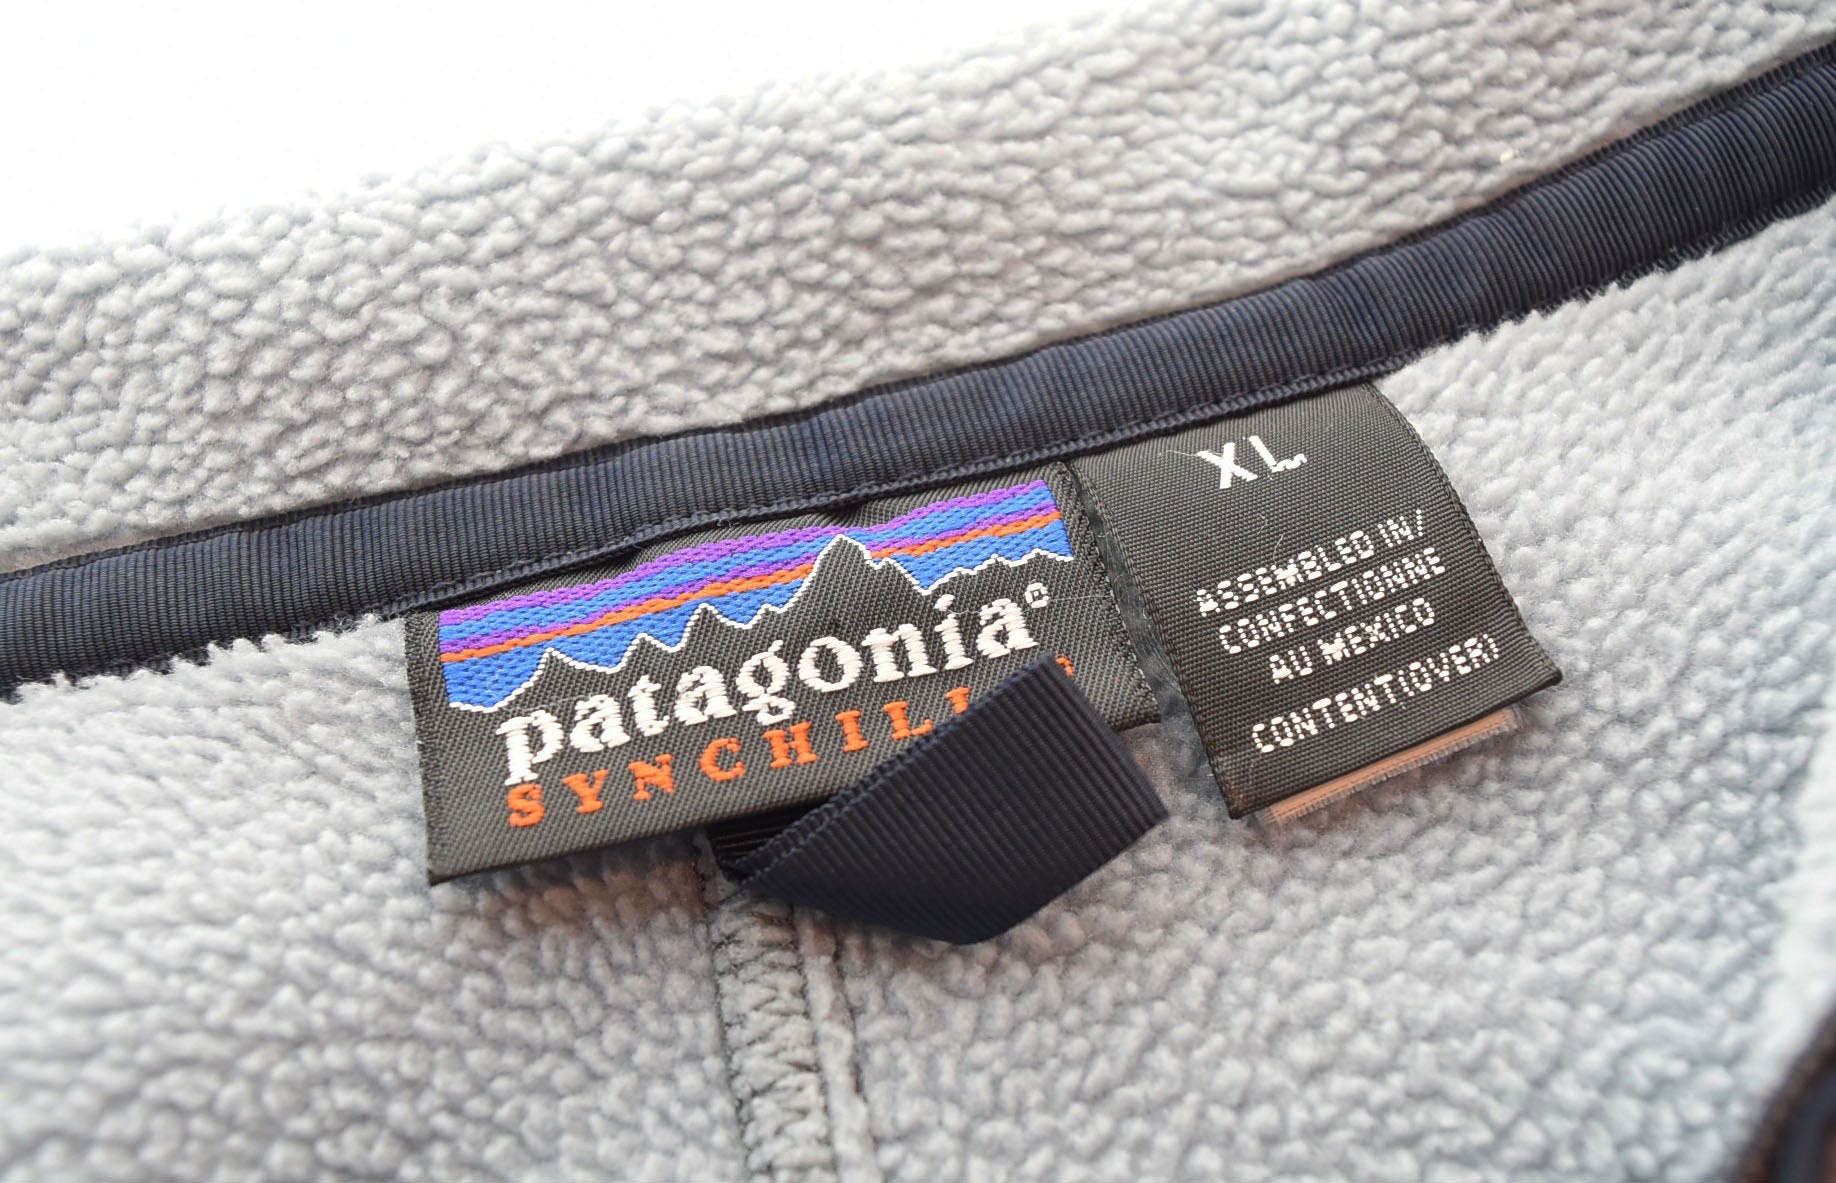 patagonia®
XL
ASSEMBLED IN/
CONFECTIONNE
AU MEXICO
CONTENT(OVER)